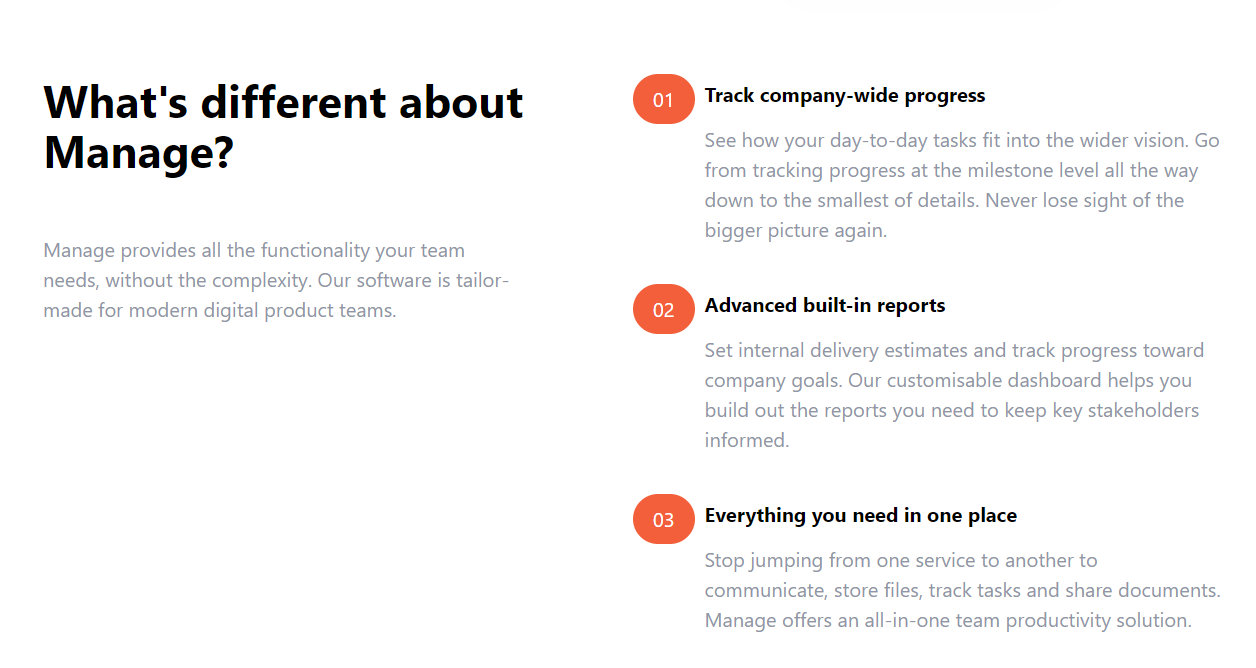 What's different about
Manage?
Manage provides all the functionality your team
needs, without the complexity. Our software is tailor-
made for modern digital product teams.
01
Track company-wide progress
See how your day-to-day tasks fit into the wider vision. Go
from tracking progress at the milestone level all the way
down to the smallest of details. Never lose sight of the
bigger picture again.
02
Advanced built-in reports
Set internal delivery estimates and track progress toward
company goals. Our customisable dashboard helps you
build out the reports you need to keep key stakeholders
informed.
03
Everything you need in one place
Stop jumping from one service to another to
communicate, store files, track tasks and share documents.
Manage offers an all-in-one team productivity solution.